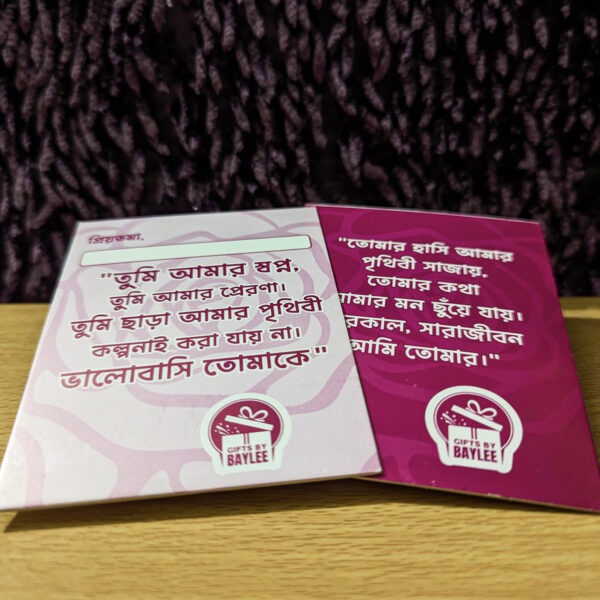 প্রিয়তমা,
"তুমি আমার স্বপ্ন,
তুমি আমার প্রেরণা।
তুমি ছাড়া আমার পৃথিবী
কল্পনাই করা যায় না।
ভালোবাসি তোমাকে"
GIFTS BY
BAYLEE
"তোমার হাসি আমার
পৃথিবী সাজায়,
তোমার কথা
আমার মন ছুঁয়ে যায়।
সারাজীবন
আমি তোমার।"
GIFTS BY
BAYLEE